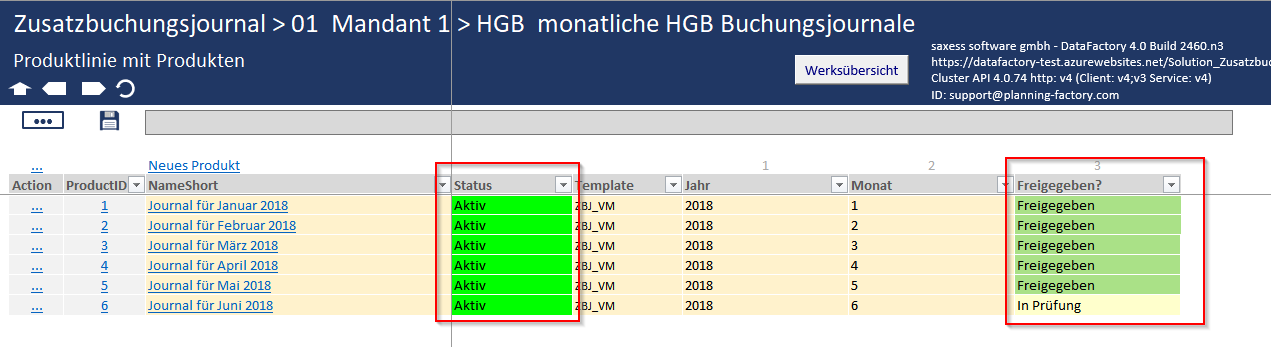 Zusatzbuchungsjournal > 01  Mandant 1 > HGB  monatliche HGB Buchungsjournale
Produktlinie mit Produkten
Werksübersicht
saxess software gmbh - DataFactory 4.0 Build 2460.n3
https://datafactory-test.azurewebsites.net/Solution_Zusatzbuc
Cluster API 4.0.74 http: v4 (Client: v4;v3 Service: v4)
ID: support@planning-factory.com
... Neues Produkt 1 2 3
Action ProductID NameShort Status Template Jahr Monat Freigegeben?
... 1 Journal für Januar 2018 Aktiv ZBJ_VM 2018 1 Freigegeben
... 2 Journal für Februar 2018 Aktiv ZBJ_VM 2018 2 Freigegeben
... 3 Journal für März 2018 Aktiv ZBJ_VM 2018 3 Freigegeben
... 4 Journal für April 2018 Aktiv ZBJ_VM 2018 4 Freigegeben
... 5 Journal für Mai 2018 Aktiv ZBJ_VM 2018 5 Freigegeben
... 6 Journal für Juni 2018 Aktiv ZBJ_VM 2018 6 In Prüfung